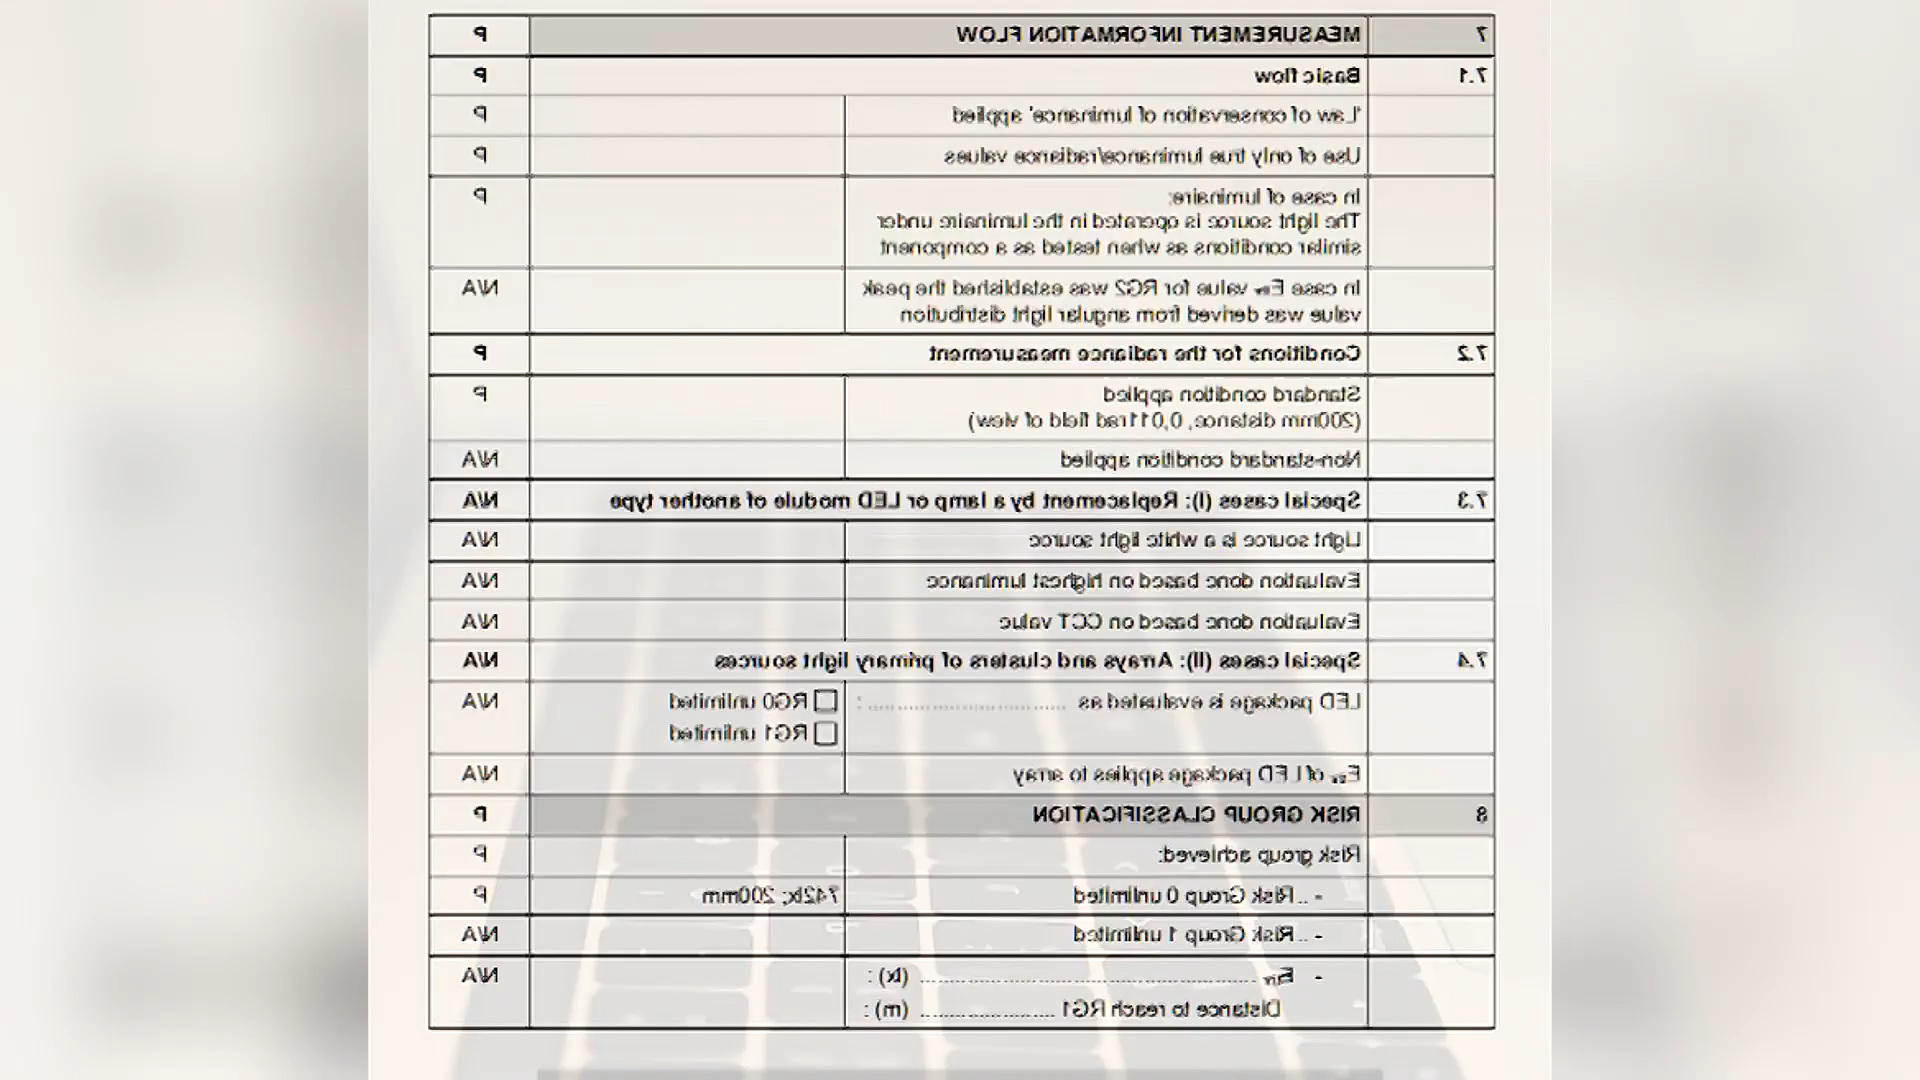 7 MEASUREMENT INFORMATION FLOW P
7.1 Basic flow P
'Law of conservation of luminance' applied P
Use of only true luminance/radiance values P
In case of luminaire: P
The light source is operated in the luminaire under
similar conditions as when tested as a component
In case Ethr value for RG2 was established the peak N/A
value was derived from angular light distribution
7.2 Conditions for the radiance measurement P
Standard condition applied P
(200mm distance, 0,011rad field of view)
Non-standard condition applied N/A
7.3 Special cases (I): Replacement by a lamp or LED module of another type N/A
Light source is a white light source N/A
Evaluation done based on highest luminance N/A
Evaluation done based on CCT value N/A
7.4 Special cases (II): Arrays and clusters of primary light sources N/A
LED package is evaluated as ........................ : ☐ RG0 unlimited N/A
☐ RG1 unlimited
Ethr of LED package applies to array N/A
8 RISK GROUP CLASSIFICATION P
Risk group achieved: P
- .. Risk Group 0 unlimited 742lx; 200mm P
- .. Risk Group 1 unlimited N/A
- Ethr ........................................ (lx) : N/A
Distance to reach RG1 ........................ (m) :